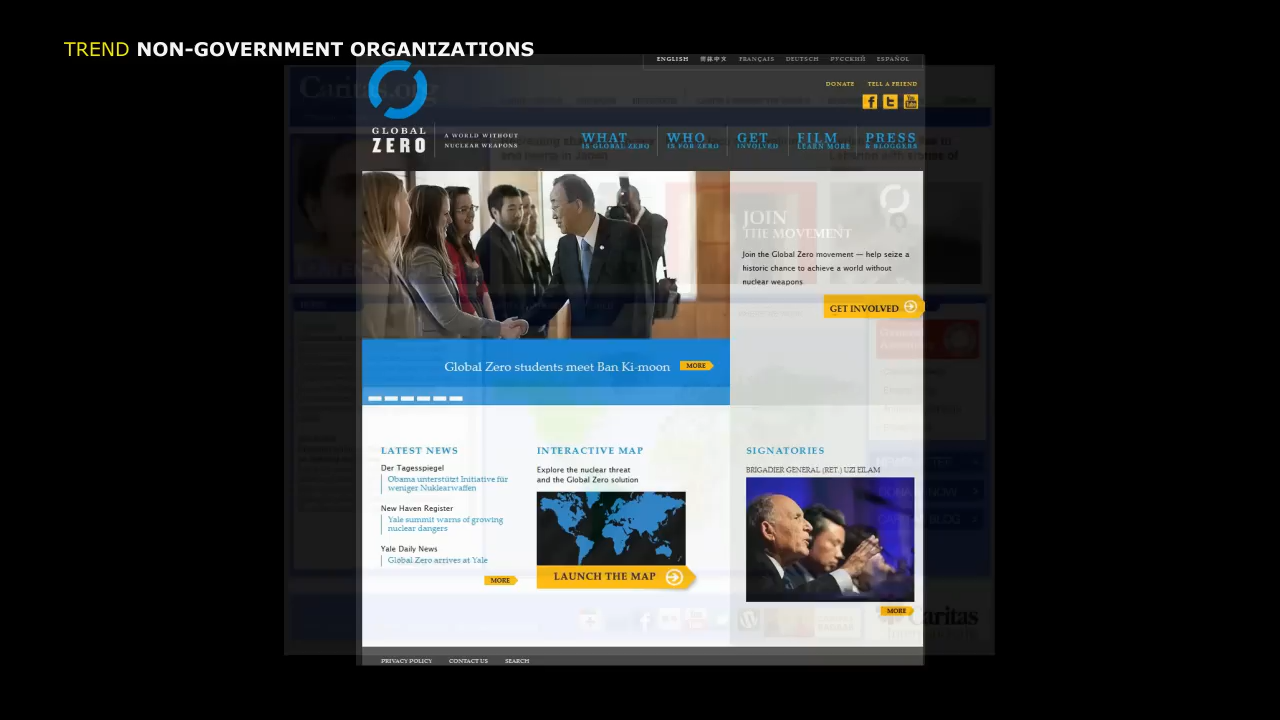 TREND NON-GOVERNMENT ORGANIZATIONS
ENGLISH 简体中文 FRANÇAIS DEUTSCH РУССКИЙ ESPAÑOL
Caritas.org
DONATE TELL A FRIEND
GLOBAL ZERO
A WORLD WITHOUT
NUCLEAR WEAPONS
WHAT
IS GLOBAL ZERO
WHO
IS FOR ZERO
GET
INVOLVED
FILM
LEARN MORE
PRESS
& BLOGGERS
JOIN
THE MOVEMENT
Join the Global Zero movement — help seize a
historic chance to achieve a world without
nuclear weapons
GET INVOLVED
Global Zero students meet Ban Ki-moon MORE
LATEST NEWS
Der Tagesspiegel
Obama unterstützt Initiative für
weniger Nuklearwaffen
New Haven Register
Yale summit warns of growing
nuclear dangers
Yale Daily News
Global Zero arrives at Yale
MORE
INTERACTIVE MAP
Explore the nuclear threat
and the Global Zero solution
LAUNCH THE MAP
SIGNATORIES
BRIGADIER GENERAL (RET.) UZI EILAM
MORE
Caritas
PRIVACY POLICY CONTACT US SEARCH